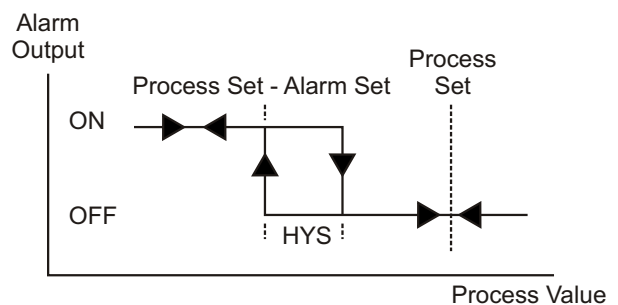 Alarm
Output
Process
Set
Process Set - Alarm Set
ON
OFF
HYS
Process Value